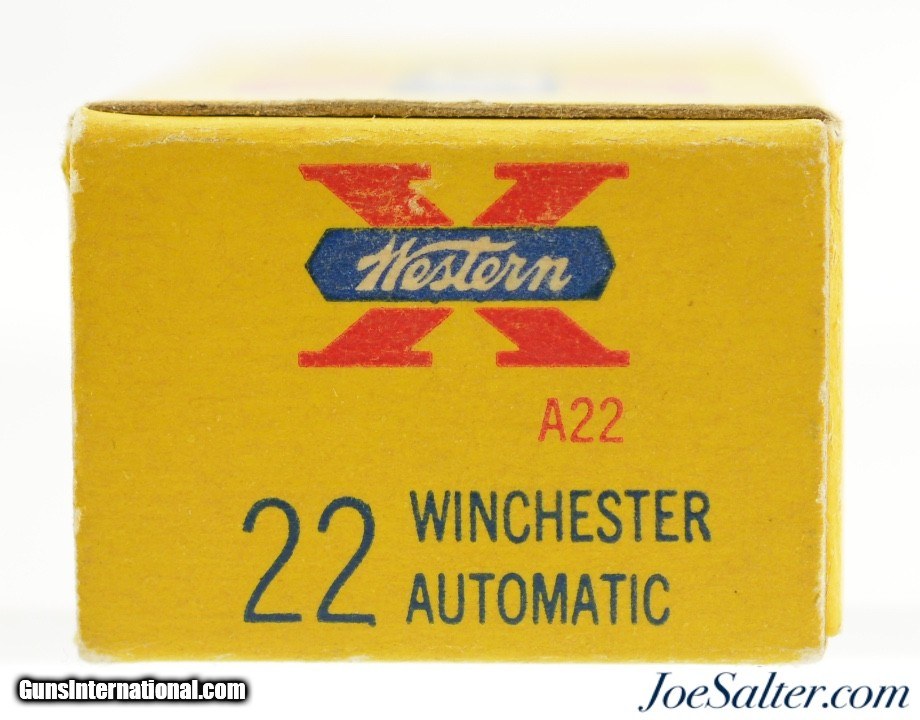 X
Western
A22
22 WINCHESTER
AUTOMATIC
GunsInternational.com
JoeSalter.com